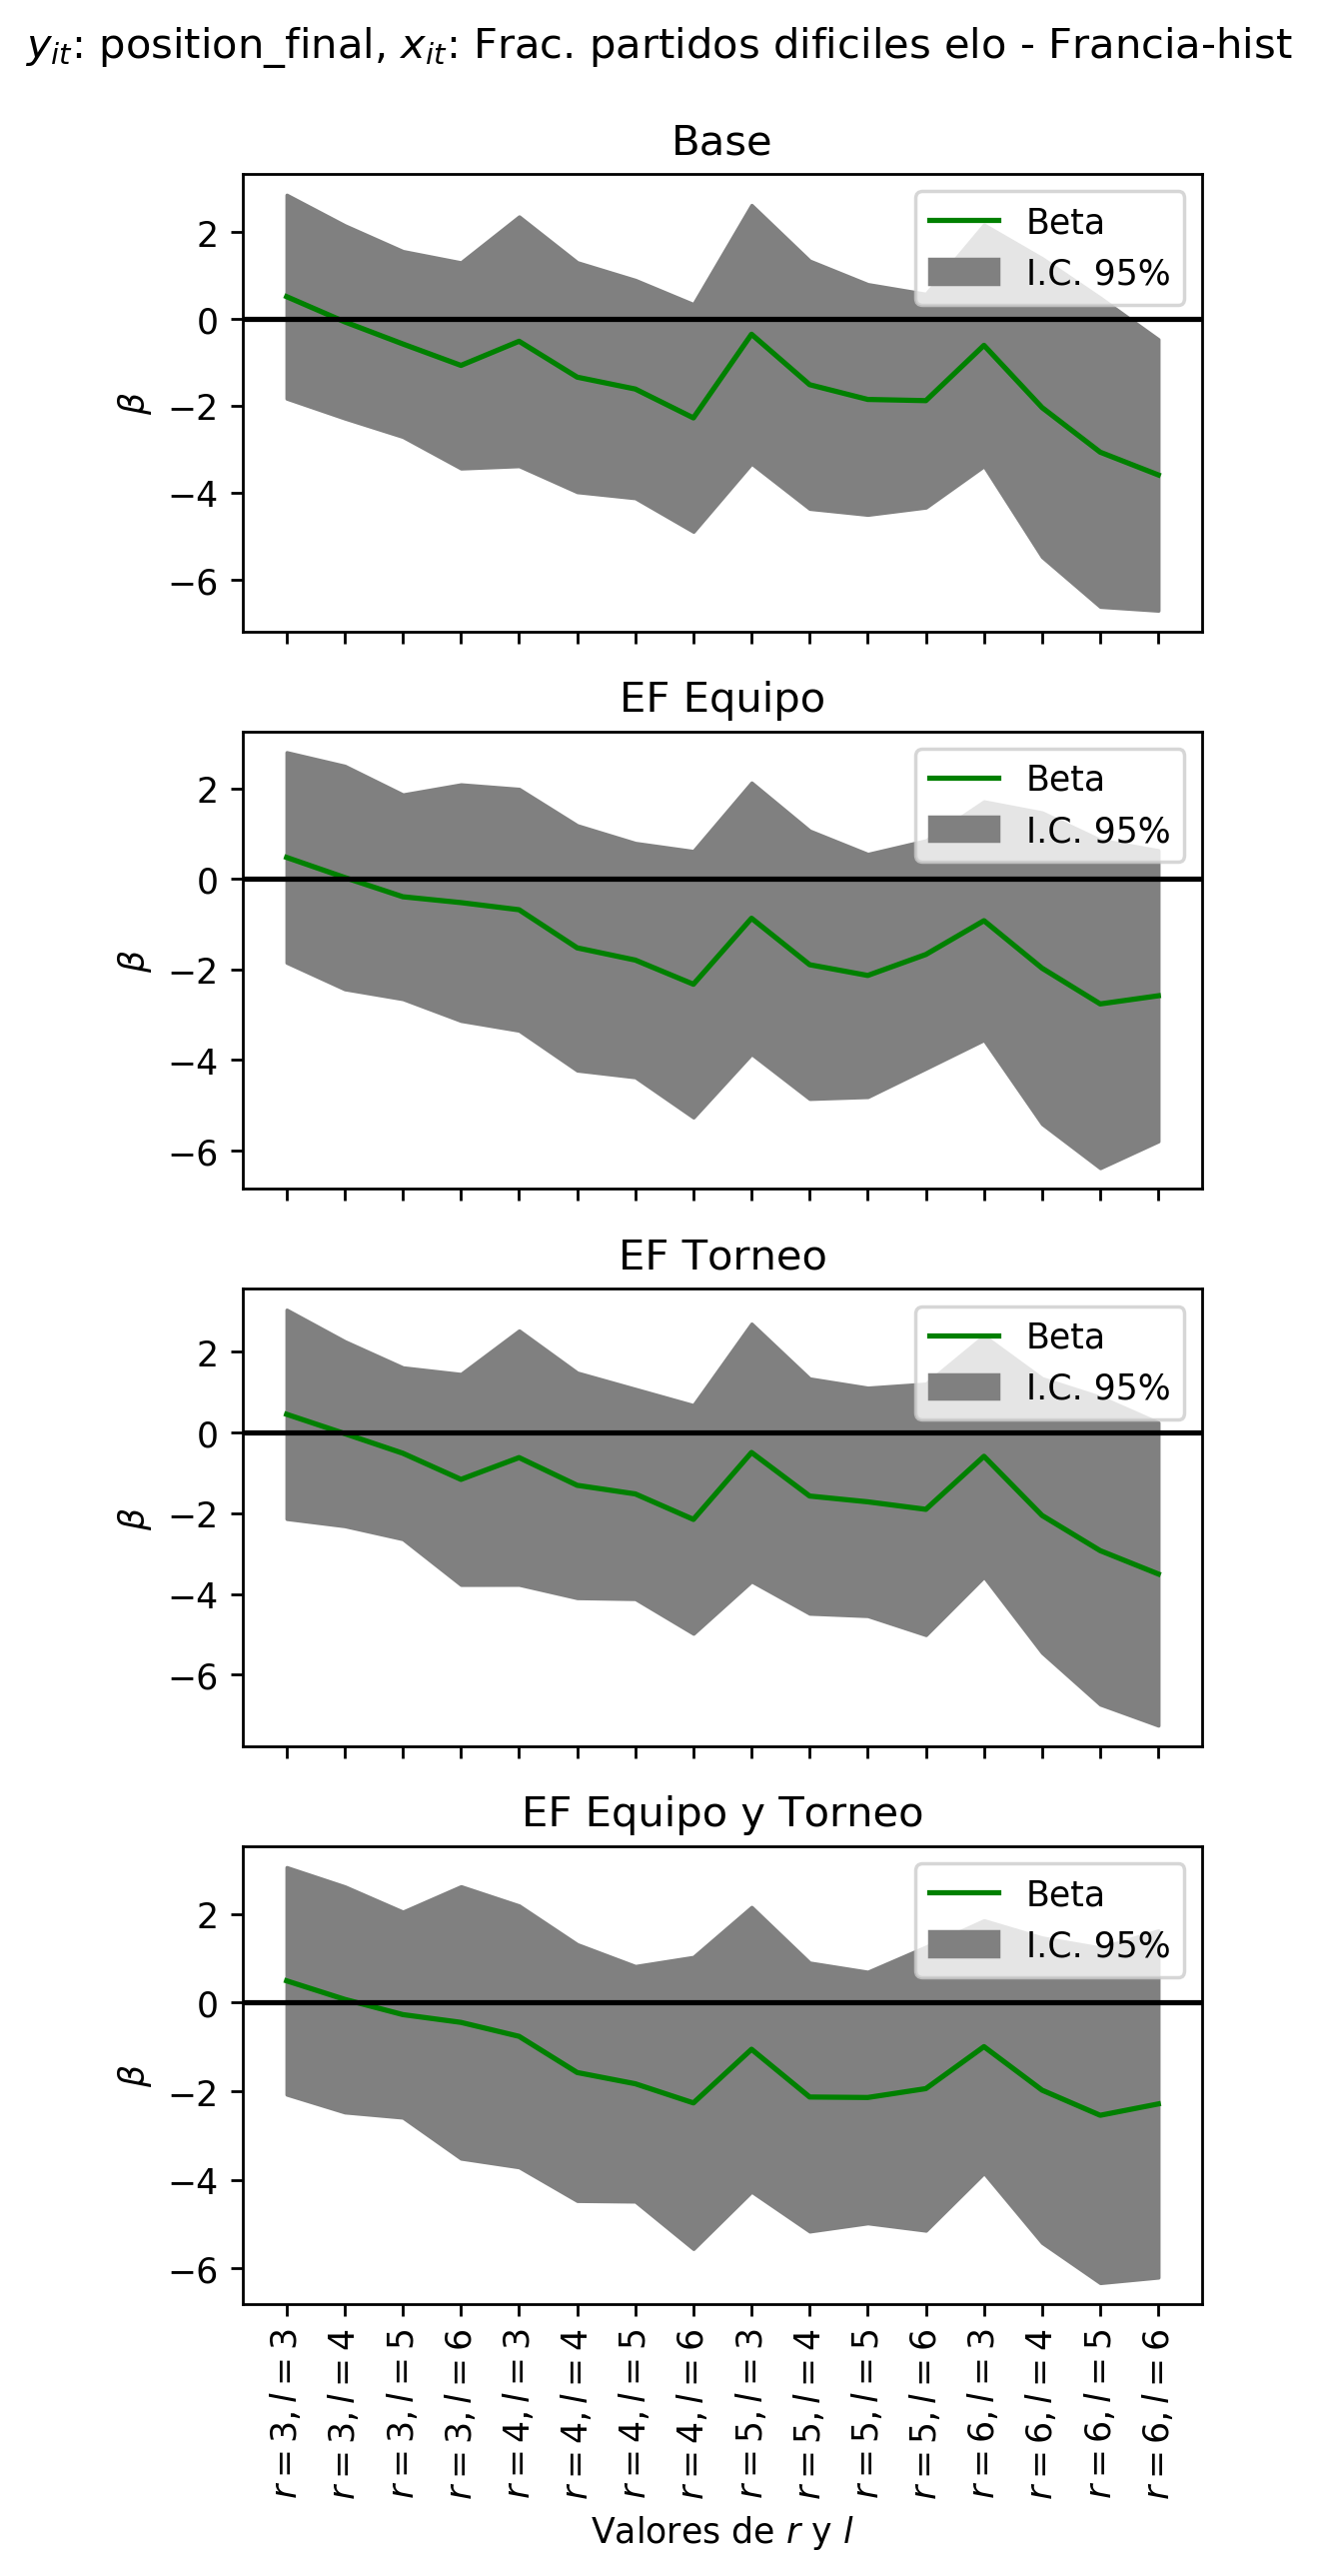 y_it: position_final, x_it: Frac. partidos dificiles elo - Francia-hist
Base
Beta
I.C. 95%
2
0
−2
−4
−6
β
EF Equipo
Beta
I.C. 95%
2
0
−2
−4
−6
β
EF Torneo
Beta
I.C. 95%
2
0
−2
−4
−6
β
EF Equipo y Torneo
Beta
I.C. 95%
2
0
−2
−4
−6
β
r = 3, l = 3
r = 3, l = 4
r = 3, l = 5
r = 3, l = 6
r = 4, l = 3
r = 4, l = 4
r = 4, l = 5
r = 4, l = 6
r = 5, l = 3
r = 5, l = 4
r = 5, l = 5
r = 5, l = 6
r = 6, l = 3
r = 6, l = 4
r = 6, l = 5
r = 6, l = 6
Valores de r y l